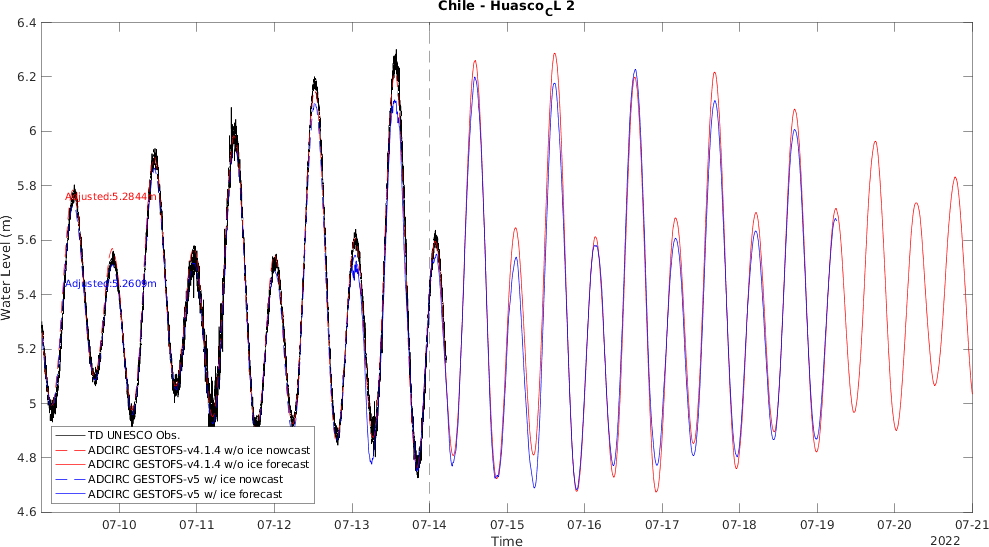 Chile - Huasco_CL 2
6.4
6.2
6
5.8
5.6
5.4
5.2
5
4.8
4.6
Water Level (m)
Adjusted:5.2844m
Adjusted:5.2609m
TD UNESCO Obs.
ADCIRC GESTOFS-v4.1.4 w/o ice nowcast
ADCIRC GESTOFS-v4.1.4 w/o ice forecast
ADCIRC GESTOFS-v5 w/ ice nowcast
ADCIRC GESTOFS-v5 w/ ice forecast
07-10 07-11 07-12 07-13 07-14 07-15 07-16 07-17 07-18 07-19 07-20 07-21
Time
2022